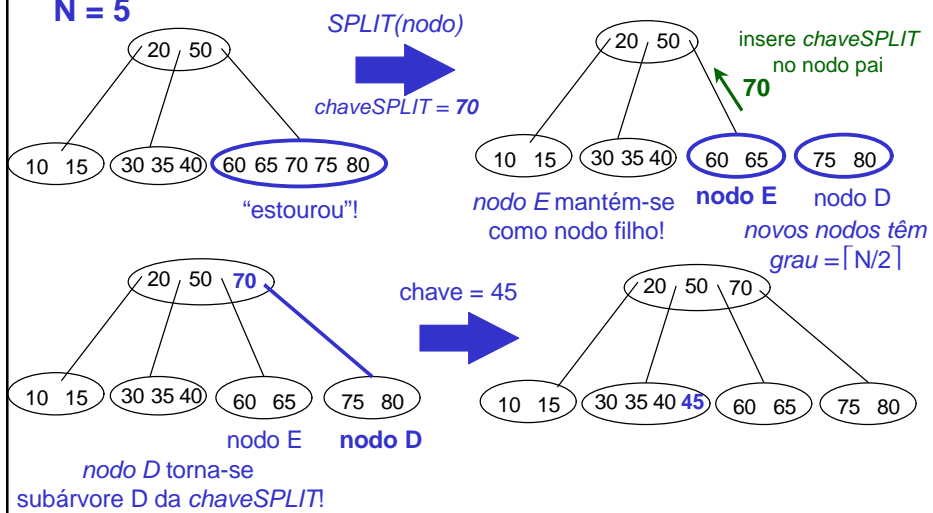 N = 5
SPLIT(nodo)
chaveSPLIT = 70
20 50
10 15
30 35 40
60 65 70 75 80
“estourou”!
20 50
insere chaveSPLIT
no nodo pai
70
10 15
30 35 40
60 65
75 80
nodo E mantém-se
como nodo filho!
nodo E
nodo D
novos nodos têm
grau = ⌈N/2⌉
20 50 70
10 15
30 35 40
60 65
75 80
nodo E
nodo D
nodo D torna-se
subárvore D da chaveSPLIT!
chave = 45
20 50 70
10 15
30 35 40 45
60 65
75 80